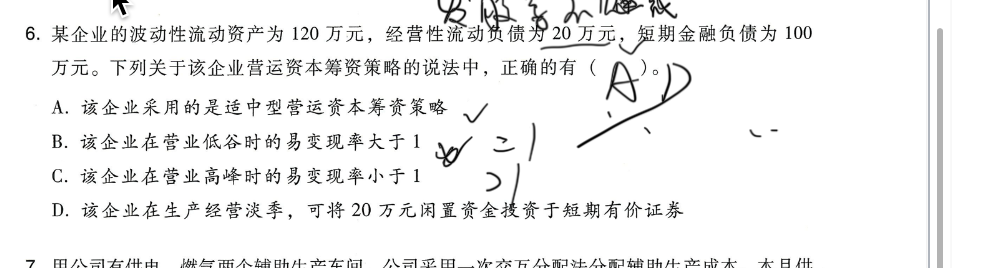 6. 某企业的波动性流动资产为 120 万元，经营性流动负债为 20 万元，短期金融负债为 100
万元。下列关于该企业营运资本筹资策略的说法中，正确的有（ AD ）。
A. 该企业采用的是适中型营运资本筹资策略
B. 该企业在营业低谷时的易变现率大于 1 =1
C. 该企业在营业高峰时的易变现率小于 1 >1
D. 该企业在生产经营淡季，可将 20 万元闲置资金投资于短期有价证券
7. 甲公司有供电、燃气两个辅助生产车间，公司采用一次交互分配法分配辅助生产成本。本月供